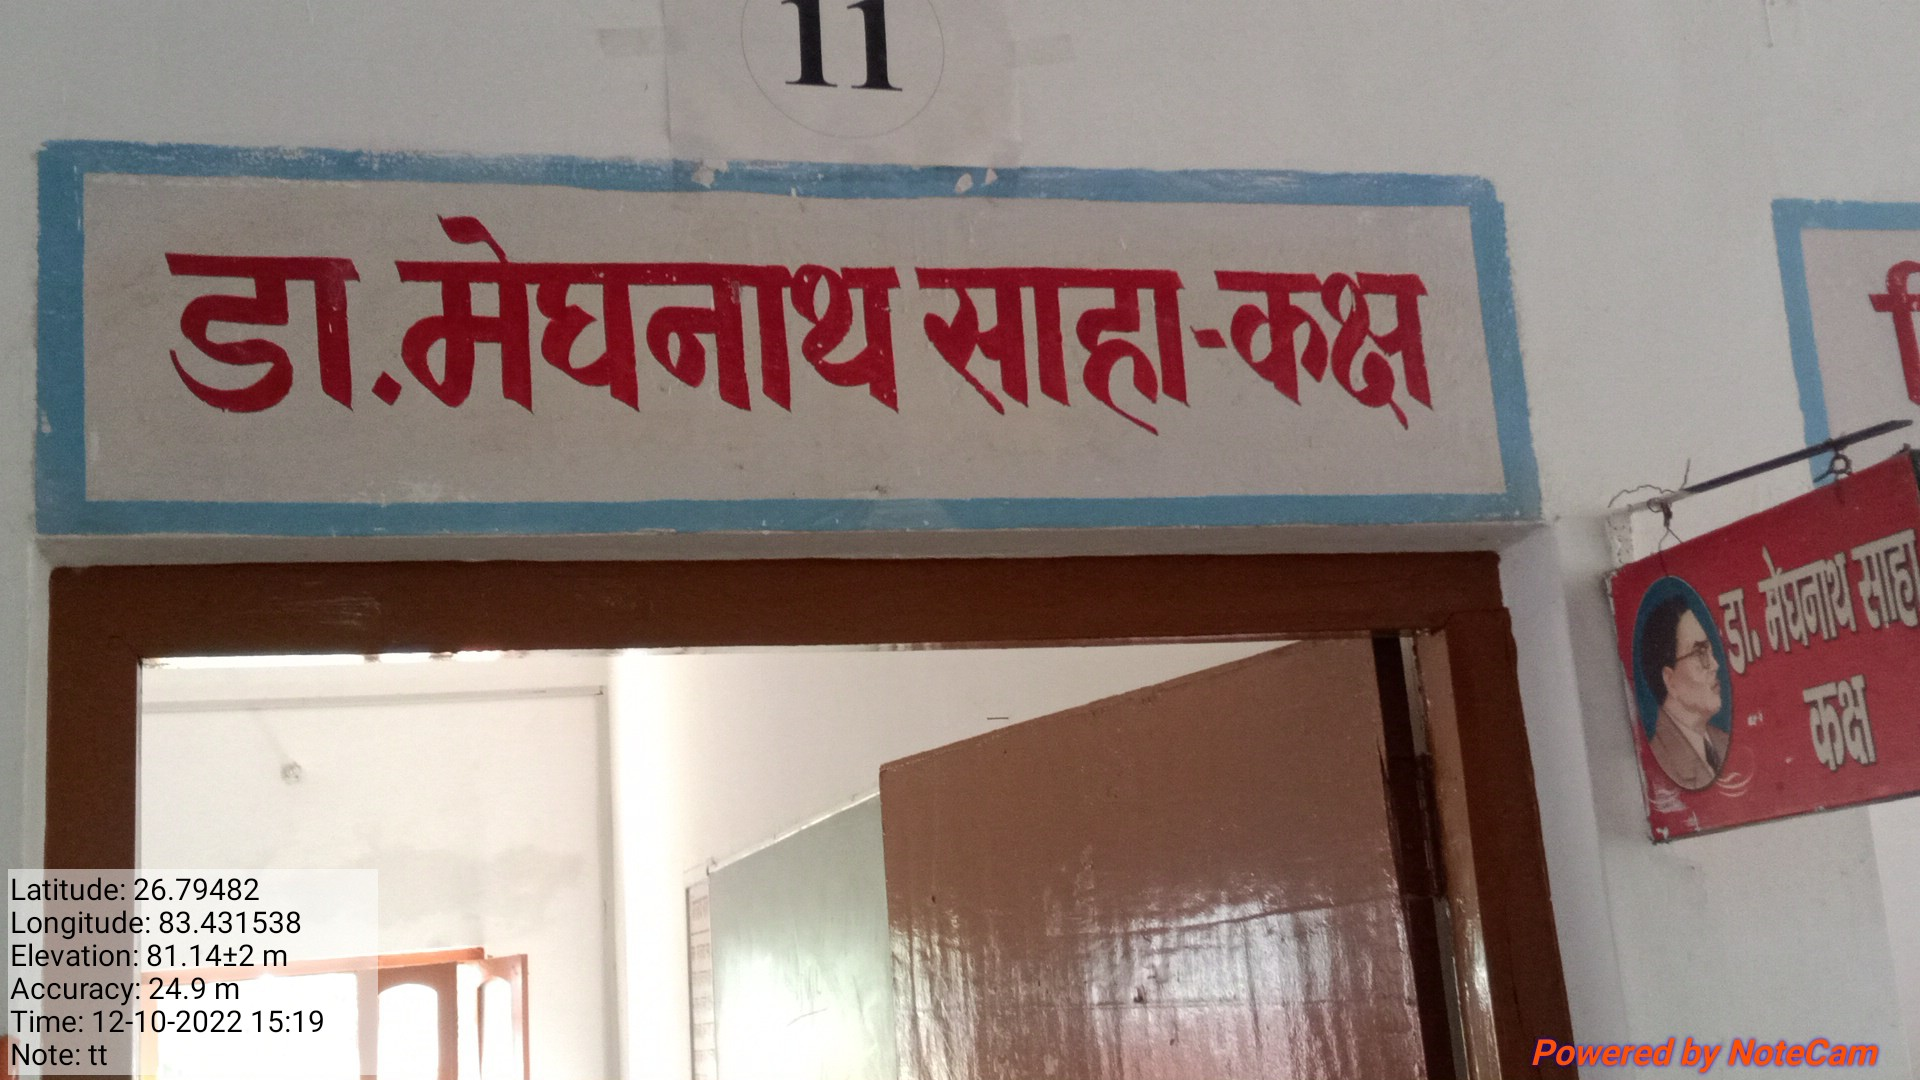 11
डा. मेघनाथ साहा-कक्ष
डा. मेघनाथ साहा
कक्ष
Latitude: 26.79482
Longitude: 83.431538
Elevation: 81.14±2 m
Accuracy: 24.9 m
Time: 12-10-2022 15:19
Note: tt
Powered by NoteCam